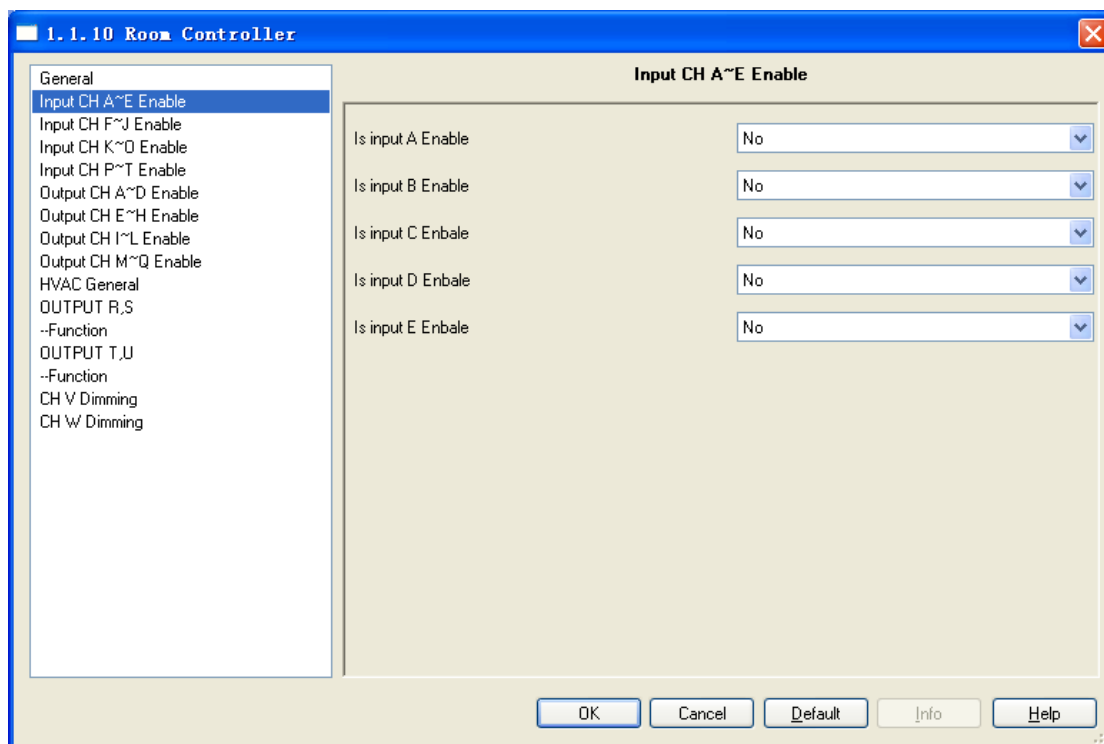 1.1.10 Room Controller
General
Input CH A~E Enable
Input CH F~J Enable
Input CH K~O Enable
Input CH P~T Enable
Output CH A~D Enable
Output CH E~H Enable
Output CH I~L Enable
Output CH M~Q Enable
HVAC General
OUTPUT R,S
--Function
OUTPUT T,U
--Function
CH V Dimming
CH W Dimming
Input CH A~E Enable
Is input A Enable No
Is input B Enable No
Is input C Enbale No
Is input D Enbale No
Is input E Enbale No
OK Cancel Default Info Help